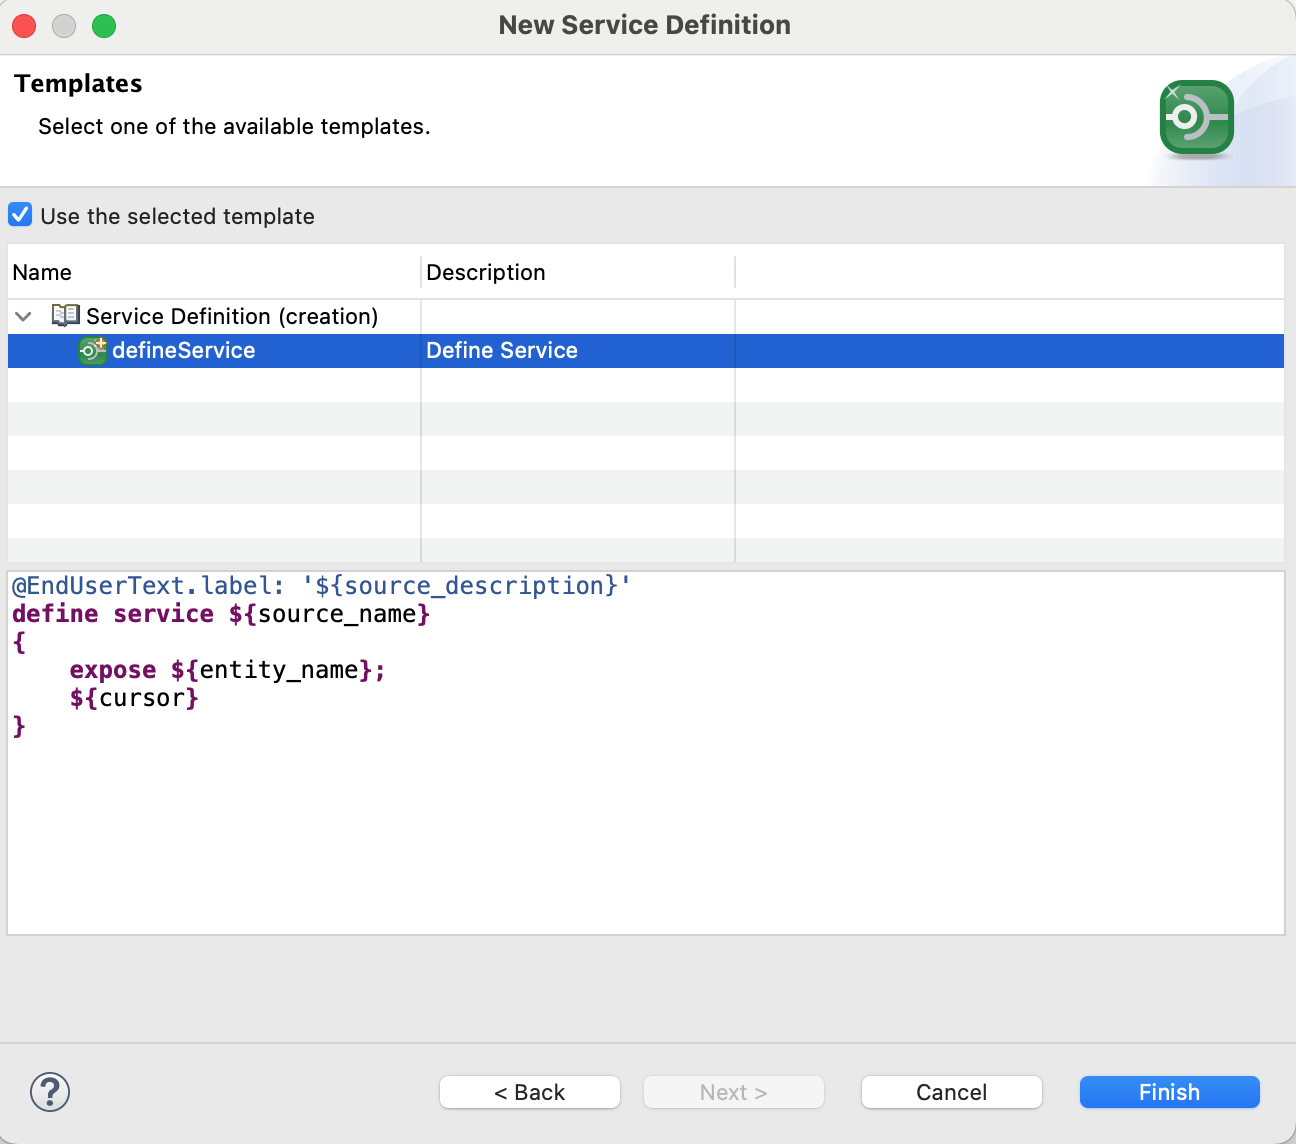 New Service Definition
Templates
Select one of the available templates.
Use the selected template
Name Description
Service Definition (creation)
defineService Define Service
@EndUserText.label: '${source_description}'
define service ${source_name}
{
    expose ${entity_name};
    ${cursor}
}
? < Back Next > Cancel Finish